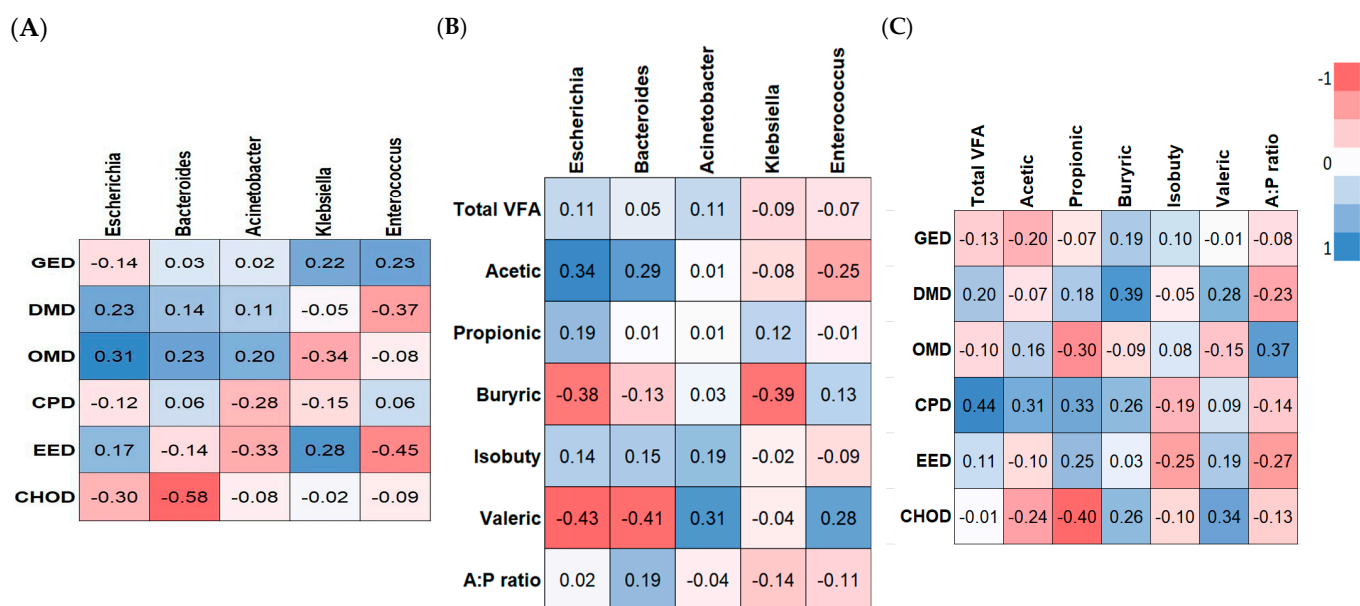 (A)
Escherichia Bacteroides Acinetobacter Klebsiella Enterococcus
GED -0.14 0.03 0.02 0.22 0.23
DMD 0.23 0.14 0.11 -0.05 -0.37
OMD 0.31 0.23 0.20 -0.34 -0.08
CPD -0.12 0.06 -0.28 -0.15 0.06
EED 0.17 -0.14 -0.33 0.28 -0.45
CHOD -0.30 -0.58 -0.08 -0.02 -0.09
(B)
Escherichia Bacteroides Acinetobacter Klebsiella Enterococcus
Total VFA 0.11 0.05 0.11 -0.09 -0.07
Acetic 0.34 0.29 0.01 -0.08 -0.25
Propionic 0.19 0.01 0.01 0.12 -0.01
Buryric -0.38 -0.13 0.03 -0.39 0.13
Isobuty 0.14 0.15 0.19 -0.02 -0.09
Valeric -0.43 -0.41 0.31 -0.04 0.28
A:P ratio 0.02 0.19 -0.04 -0.14 -0.11
(C)
Total VFA Acetic Propionic Buryric Isobuty Valeric A:P ratio
GED -0.13 -0.20 -0.07 0.19 0.10 -0.01 -0.08
DMD 0.20 -0.07 0.18 0.39 -0.05 0.28 -0.23
OMD -0.10 0.16 -0.30 -0.09 0.08 -0.15 0.37
CPD 0.44 0.31 0.33 0.26 -0.19 0.09 -0.14
EED 0.11 -0.10 0.25 0.03 -0.25 0.19 -0.27
CHOD -0.01 -0.24 -0.40 0.26 -0.10 0.34 -0.13
-1
0
1